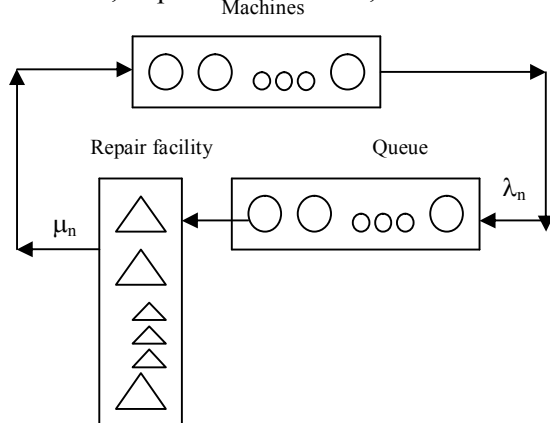 Machines
Repair facility
Queue
λn
μn